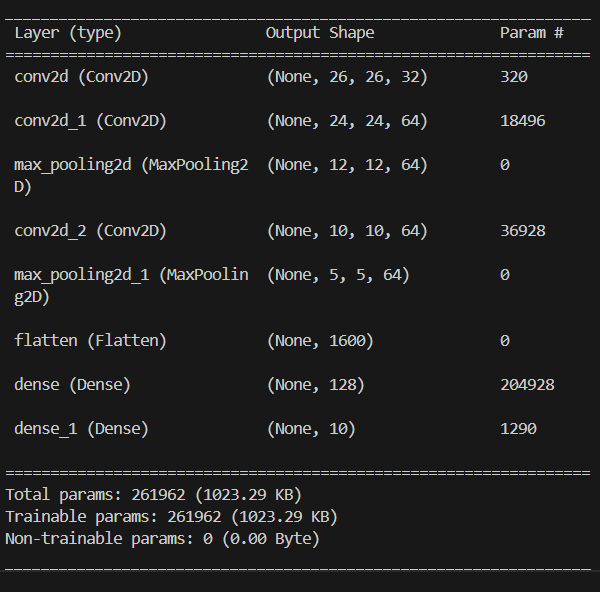 Layer (type) Output Shape Param #
conv2d (Conv2D) (None, 26, 26, 32) 320
conv2d_1 (Conv2D) (None, 24, 24, 64) 18496
max_pooling2d (MaxPooling2 (None, 12, 12, 64) 0
D)
conv2d_2 (Conv2D) (None, 10, 10, 64) 36928
max_pooling2d_1 (MaxPoolin (None, 5, 5, 64) 0
g2D)
flatten (Flatten) (None, 1600) 0
dense (Dense) (None, 128) 204928
dense_1 (Dense) (None, 10) 1290
Total params: 261962 (1023.29 KB)
Trainable params: 261962 (1023.29 KB)
Non-trainable params: 0 (0.00 Byte)